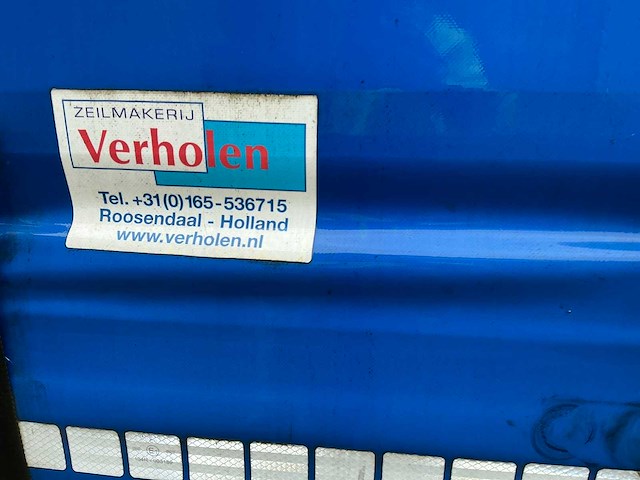 ZEILMAKERIJ
Verholen
Tel. +31(0)165-536715
Roosendaal - Holland
www.verholen.nl